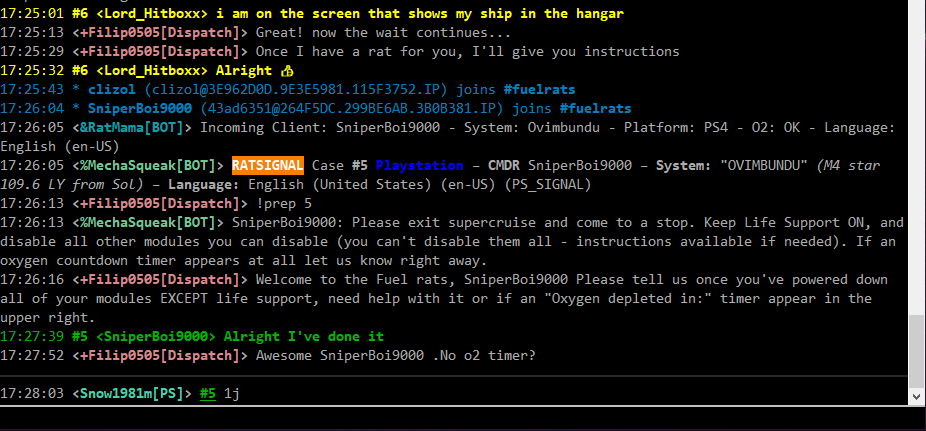 17:25:01 #6 <Lord_Hitboxx> i am on the screen that shows my ship in the hangar
17:25:13 <+Filip0505[Dispatch]> Great! now the wait continues...
17:25:29 <+Filip0505[Dispatch]> Once I have a rat for you, I'll give you instructions
17:25:32 #6 <Lord_Hitboxx> Alright 👍
17:25:43 * clizol (clizol@3E962D0D.9E3E5981.115F3752.IP) joins #fuelrats
17:26:04 * SniperBoi9000 (43ad6351@264F5DC.299BE6AB.3B0B381.IP) joins #fuelrats
17:26:05 <&RatMama[BOT]> Incoming Client: SniperBoi9000 - System: Ovimbundu - Platform: PS4 - O2: OK - Language:
English (en-US)
17:26:05 <%MechaSqueak[BOT]> RATSIGNAL Case #5 Playstation – CMDR SniperBoi9000 – System: "OVIMBUNDU" (M4 star
109.6 LY from Sol) – Language: English (United States) (en-US) (PS_SIGNAL)
17:26:13 <+Filip0505[Dispatch]> !prep 5
17:26:13 <%MechaSqueak[BOT]> SniperBoi9000: Please exit supercruise and come to a stop. Keep Life Support ON, and
disable all other modules you can disable (you can't disable them all - instructions available if needed). If an
oxygen countdown timer appears at all let us know right away.
17:26:16 <+Filip0505[Dispatch]> Welcome to the Fuel rats, SniperBoi9000 Please tell us once you've powered down
all of your modules EXCEPT life support, need help with it or if an "Oxygen depleted in:" timer appear in the
upper right.
17:27:39 #5 <SniperBoi9000> Alright I've done it
17:27:52 <+Filip0505[Dispatch]> Awesome SniperBoi9000 .No o2 timer?
17:28:03 <Snow1981m[PS]> #5 1j